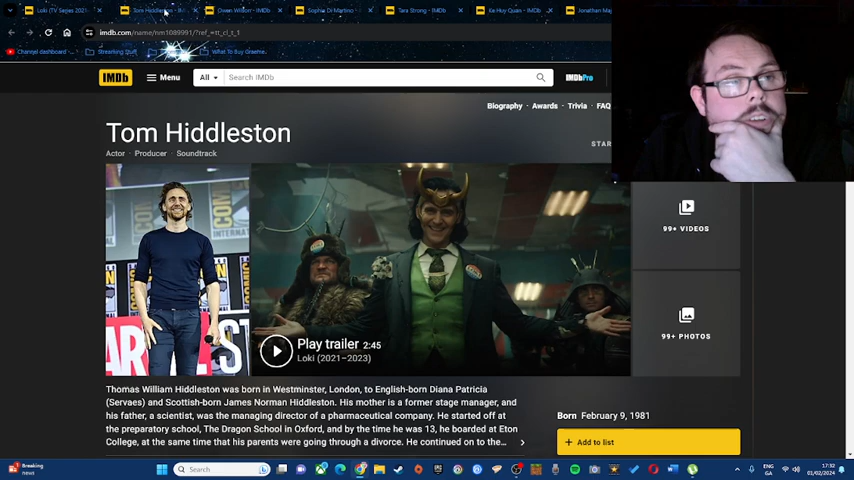 Loki (TV Series 2021
Tom Hiddleston - IM
Owen Wilson - IMDb
Sophia Di Martino
Tara Strong - IMDb
Ke Huy Quan - IMDb
Jonathan Maj
imdb.com/name/nm1089991/?ref_=tt_cl_t_1
Channel dashboard
Streaming Stuff
What To Buy Graeme
IMDb
Menu
All
Search IMDb
IMDbPro
Biography · Awards · Trivia · FAQ
Tom Hiddleston
Actor · Producer · Soundtrack
STAR
COMIC
MAR
99+ VIDEOS
Play trailer 2:45
Loki (2021–2023)
99+ PHOTOS
Thomas William Hiddleston was born in Westminster, London, to English-born Diana Patricia
(Servaes) and Scottish-born James Norman Hiddleston. His mother is a former stage manager, and
his father, a scientist, was the managing director of a pharmaceutical company. He started off at
the preparatory school, The Dragon School in Oxford, and by the time he was 13, he boarded at Eton
College, at the same time that his parents were going through a divorce. He continued on to the...
Born February 9, 1981
+ Add to list
Breaking
news
Search
ENG
GA
17:32
01/02/2024